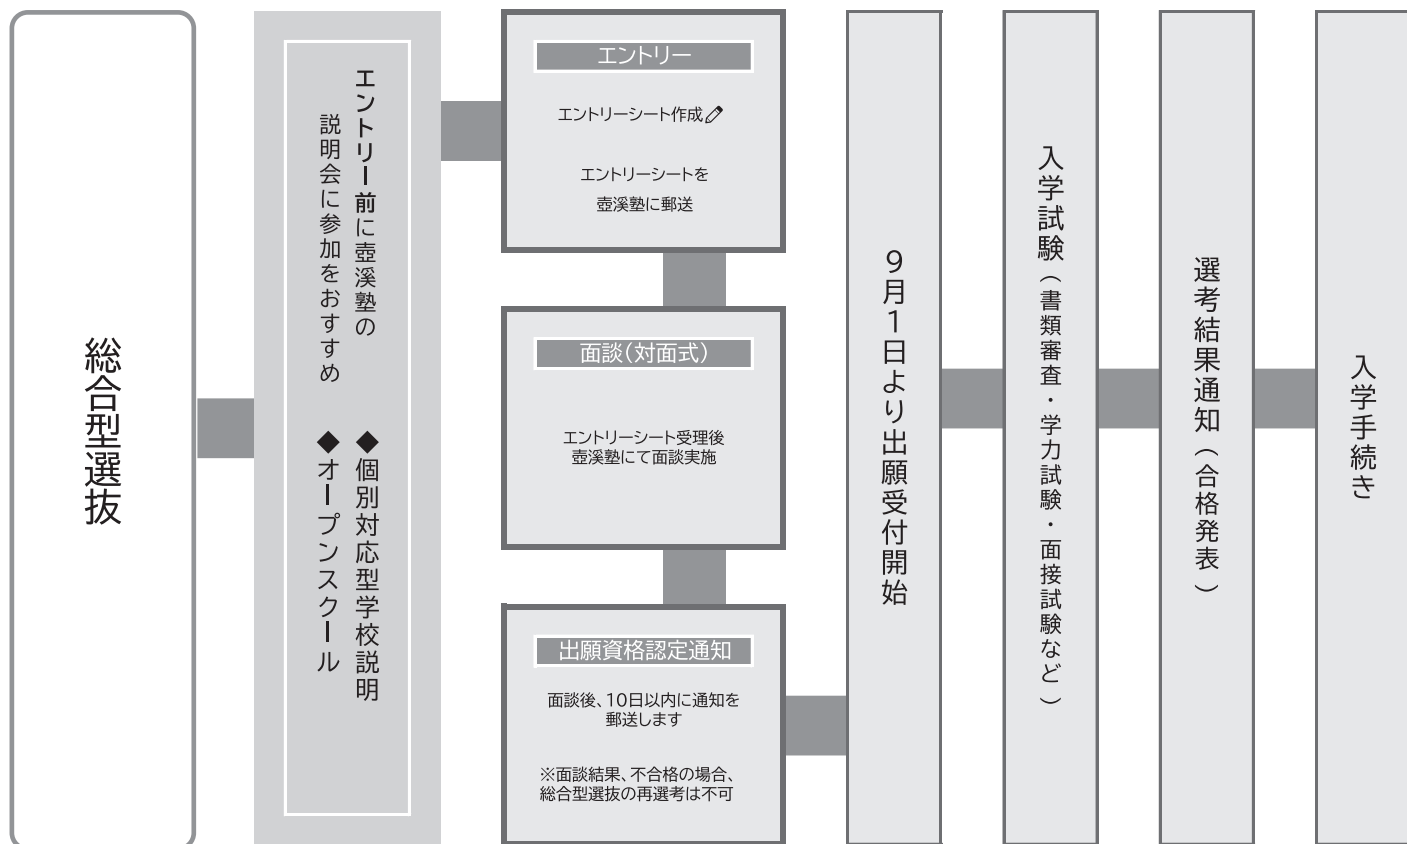 総合型選抜
エントリー前に壺溪塾の
説明会に参加をおすすめ
◆個別対応型学校説明
◆オープンスクール
エントリー
エントリーシート作成
エントリーシートを
壺溪塾に郵送
面談(対面式)
エントリーシート受理後
壺溪塾にて面談実施
出願資格認定通知
面談後、10日以内に通知を
郵送します
※面談結果、不合格の場合、
総合型選抜の再選考は不可
9月1日より出願受付開始
入学試験(書類審査・学力試験・面接試験など)
選考結果通知(合格発表)
入学手続き